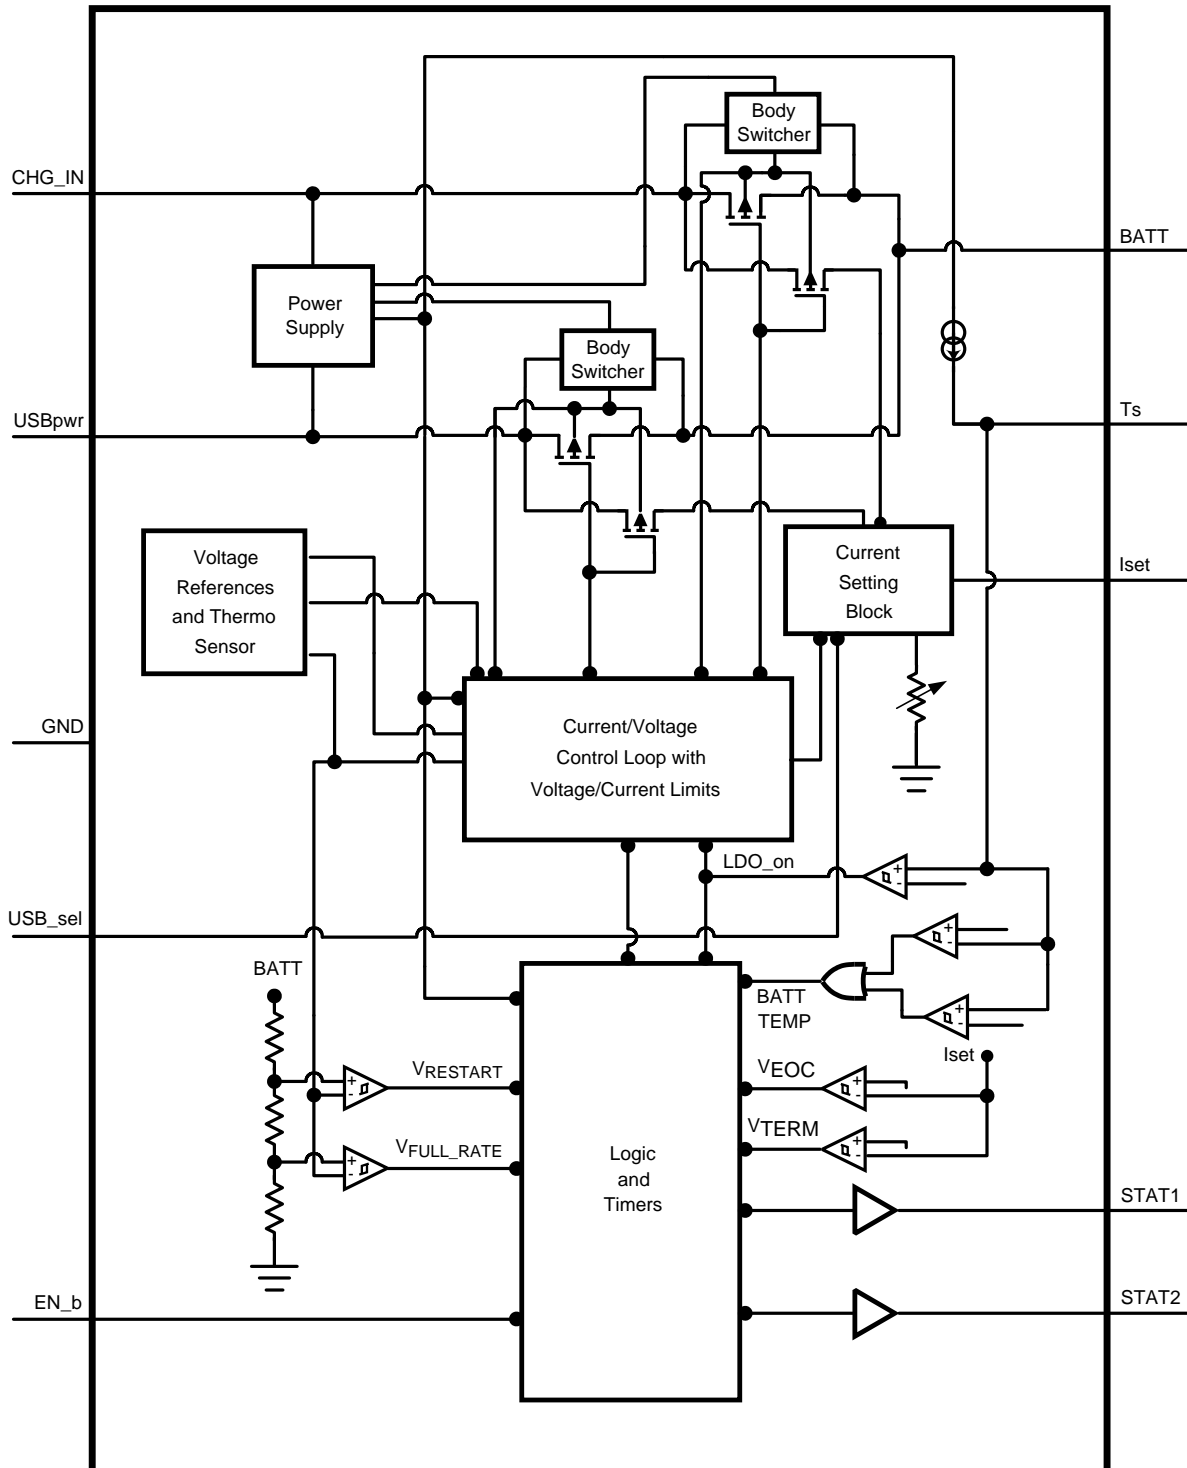 Body
Switcher
CHG_IN
BATT
Power
Supply
Body
Switcher
USBpwr
Ts
Voltage
References
and Thermo
Sensor
Current
Setting
Block
Iset
GND
Current/Voltage
Control Loop with
Voltage/Current Limits
LDO_on
+
-
USB_sel
+
-
BATT
BATT
TEMP
+
-
Iset
VRESTART
+
-
VEOC
+
-
VFULL_RATE
+
-
VTERM
+
-
Logic
and
Timers
STAT1
EN_b
STAT2